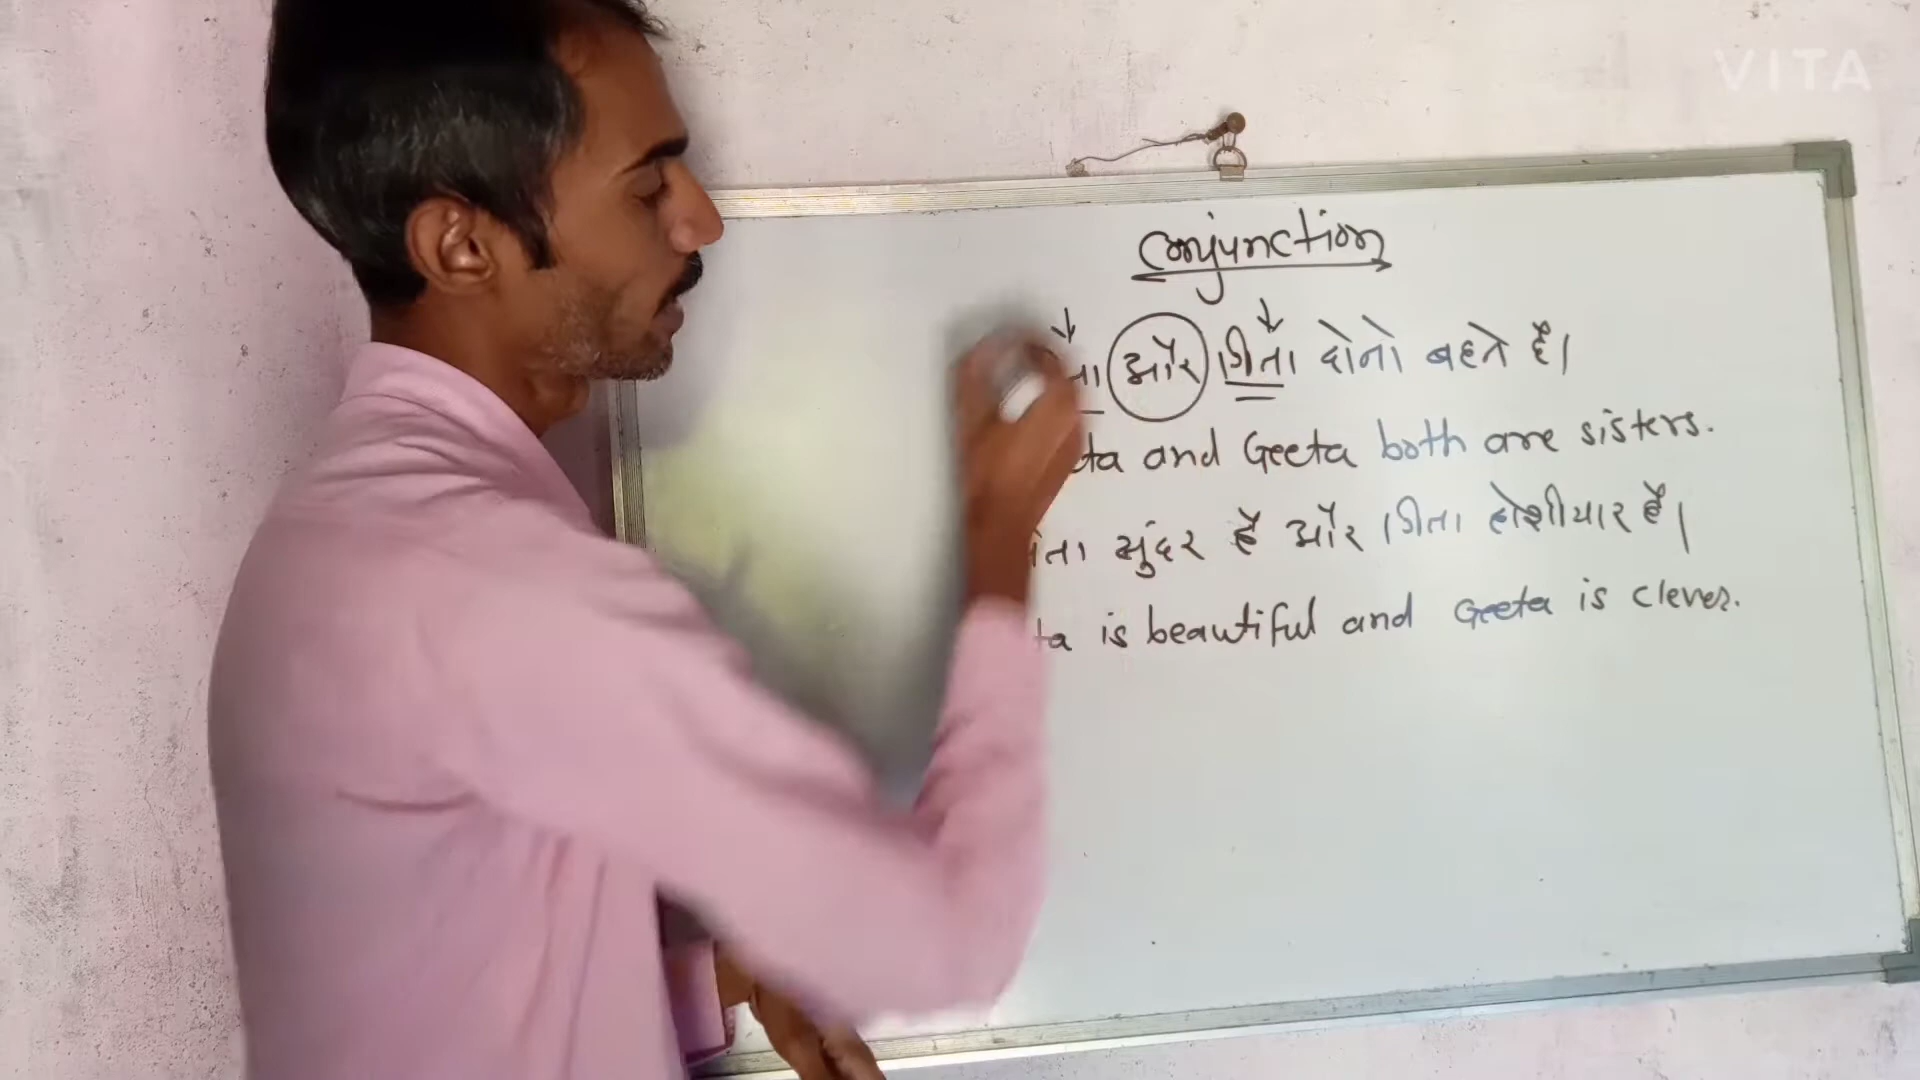 VITA
Conjunction
और गिता दोनो बहने है।
and Geeta both are sisters.
सुंदर है और गिता होशीयार है।
is beautiful and Geeta is clever.